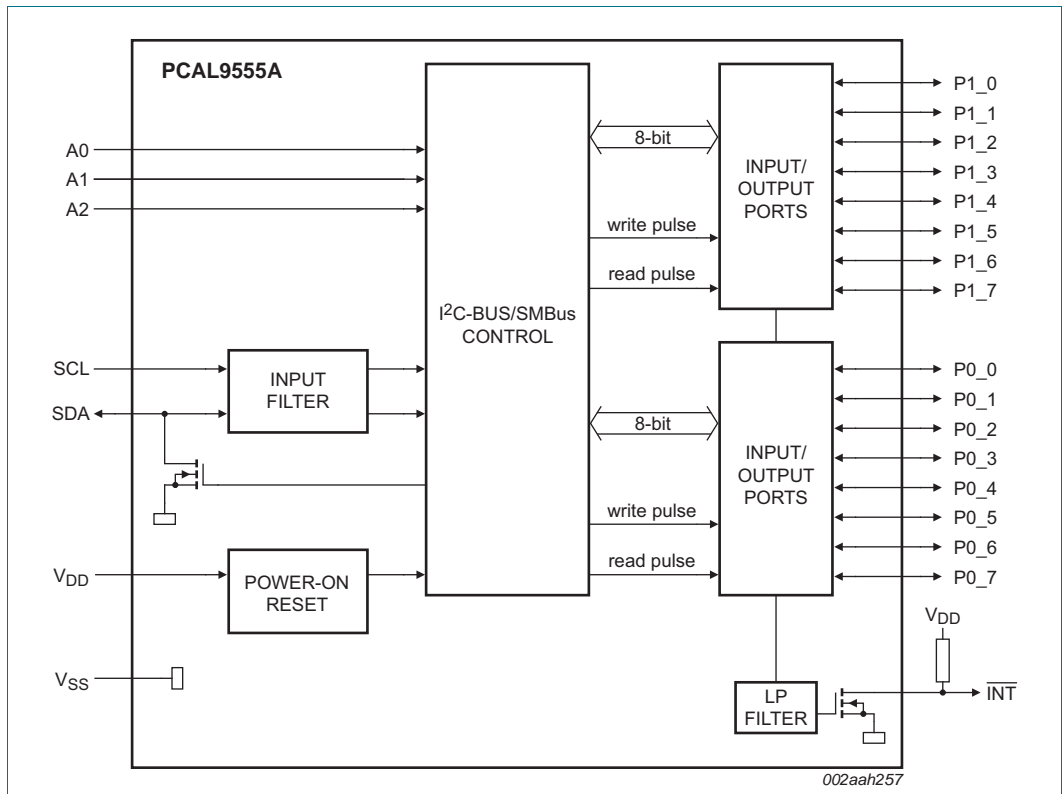 PCAL9555A
A0
A1
A2
SCL
SDA
VDD
VSS
INPUT
FILTER
POWER-ON
RESET
I²C-BUS/SMBus
CONTROL
8-bit
write pulse
read pulse
INPUT/
OUTPUT
PORTS
P1_0
P1_1
P1_2
P1_3
P1_4
P1_5
P1_6
P1_7
8-bit
write pulse
read pulse
INPUT/
OUTPUT
PORTS
P0_0
P0_1
P0_2
P0_3
P0_4
P0_5
P0_6
P0_7
VDD
INT
LP
FILTER
002aah257